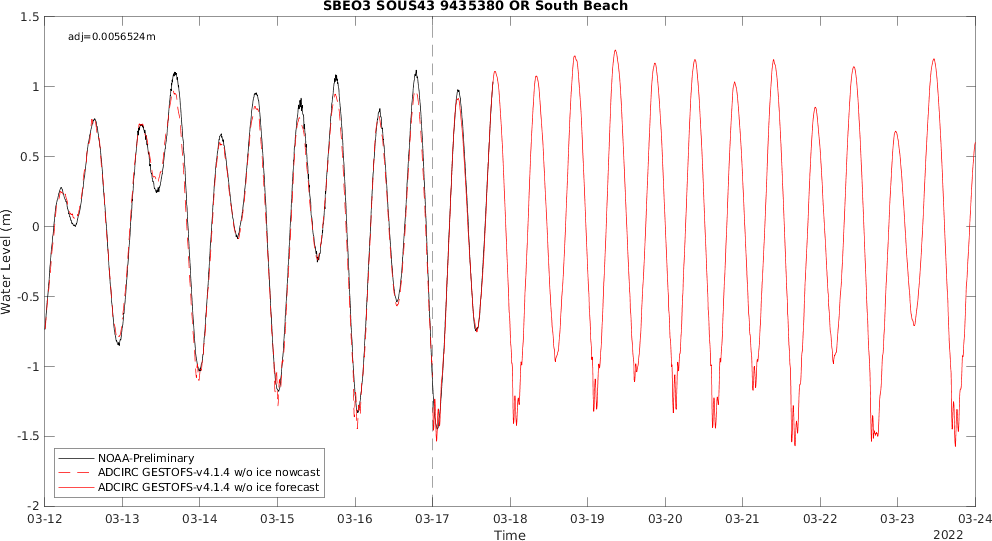 SBEO3 SOUS43 9435380 OR South Beach
adj=0.0056524m
1.5
1
0.5
0
-0.5
-1
-1.5
-2
Water Level (m)
NOAA-Preliminary
ADCIRC GESTOFS-v4.1.4 w/o ice nowcast
ADCIRC GESTOFS-v4.1.4 w/o ice forecast
03-12 03-13 03-14 03-15 03-16 03-17 03-18 03-19 03-20 03-21 03-22 03-23 03-24
Time
2022